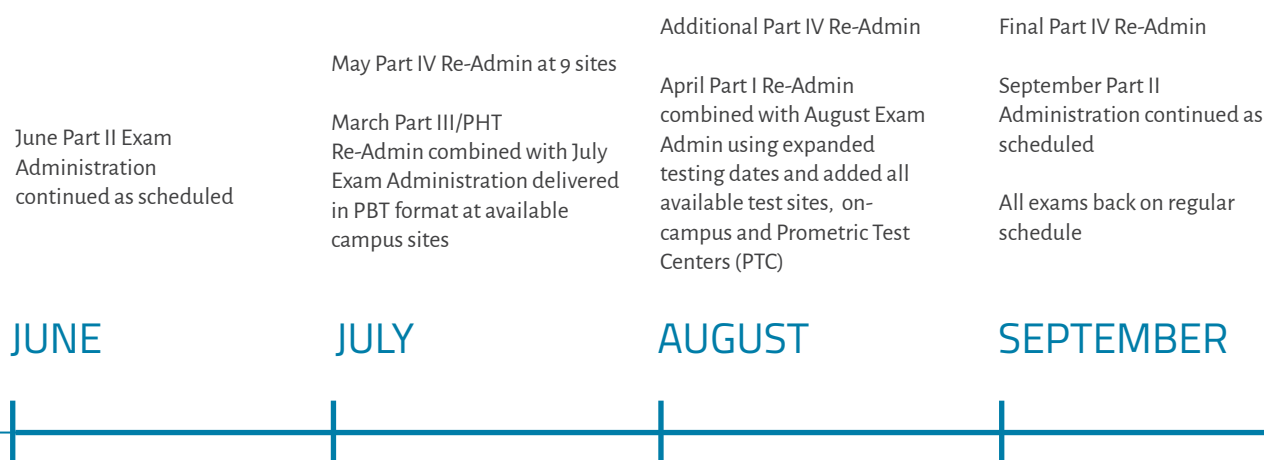 June Part II Exam
Administration
continued as scheduled
JUNE
May Part IV Re-Admin at 9 sites
March Part III/PHT
Re-Admin combined with July
Exam Administration delivered
in PBT format at available
campus sites
JULY
Additional Part IV Re-Admin
April Part I Re-Admin
combined with August Exam
Admin using expanded
testing dates and added all
available test sites, on-
campus and Prometric Test
Centers (PTC)
AUGUST
Final Part IV Re-Admin
September Part II
Administration continued as
scheduled
All exams back on regular
schedule
SEPTEMBER